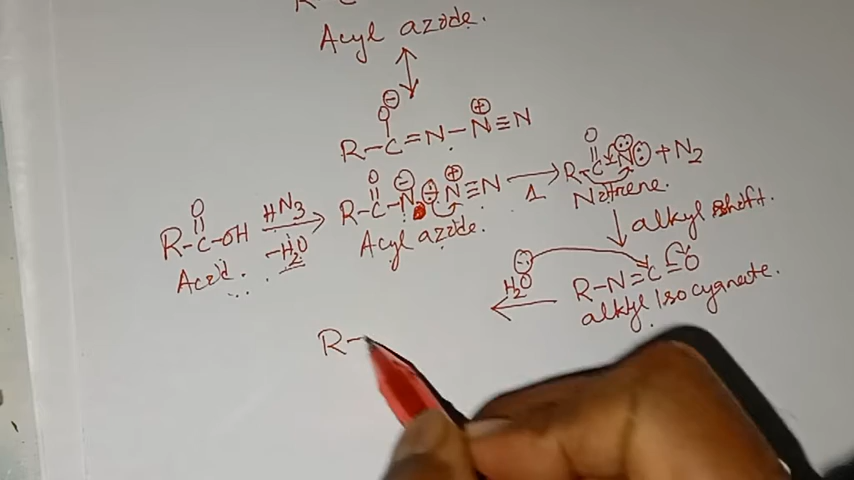 R C
Acyl azide.
O⊖
R-C=N-N⊕≡N
O
R-C-OH
HN3
-H2O
Acid.
O ⊖ ⊕
R-C-N-N≡N
Acyl azide.
Δ
O
R-C-N: + N2
Nitrene.
alkyl shift.
H2O
R-N=C=O
alkyl Isocyanate.
R-